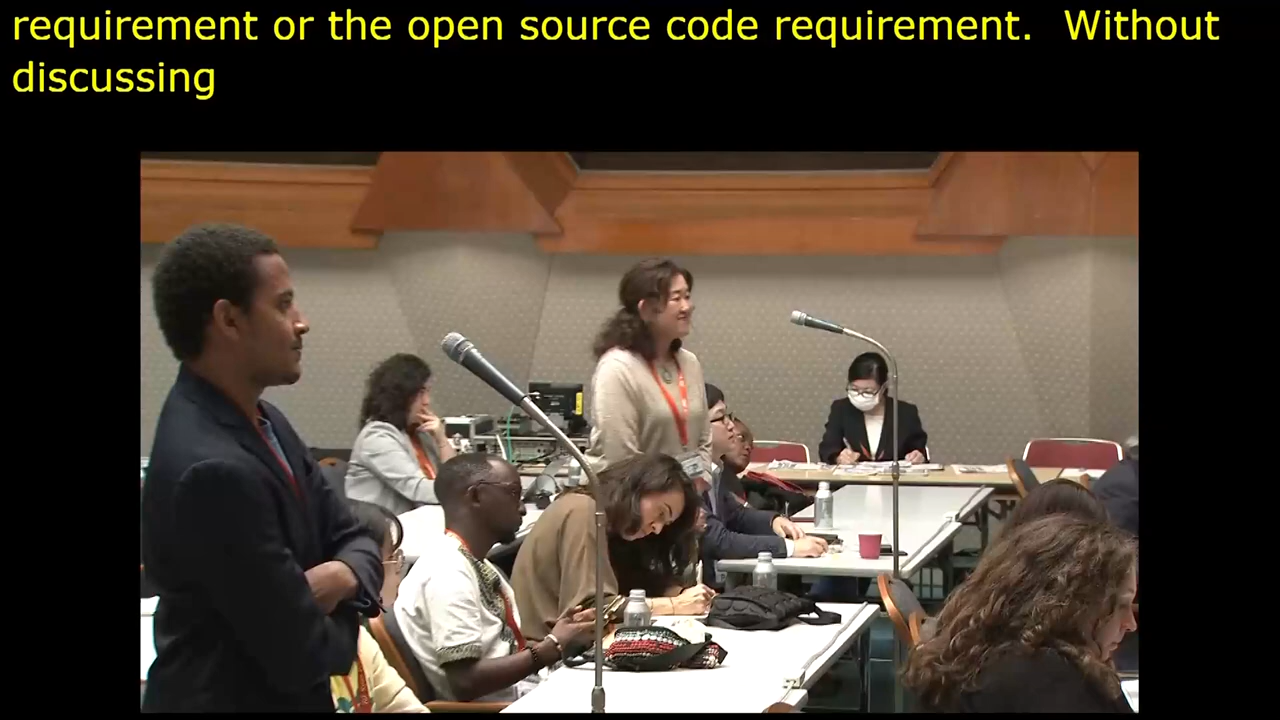 requirement or the open source code requirement.  Without
discussing